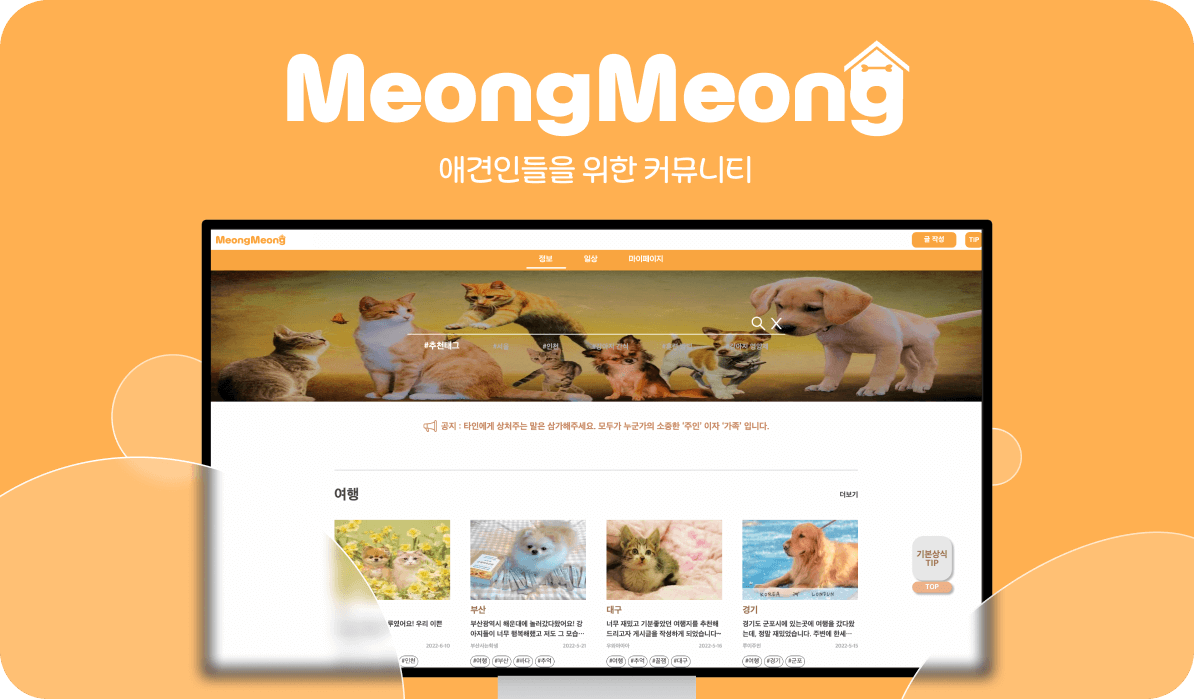 MeongMeong
애견인들을 위한 커뮤니티
MeongMeong
글 작성
TIP
정보
일상
마이페이지
#추천태그
#인천
공지 : 타인에게 상처주는 말은 삼가해주세요. 모두가 누군가의 소중한 '주인' 이자 '가족' 입니다.
여행
더보기
기본상식
TIP
TOP
우리 이쁜
2022-6-10
#인천
부산
부산광역시 해운대에 놀러갔다왔어요! 강
아지들이 너무 행복해했고 저도 그 모습…
2022-5-21
#여행 #부산 #바다 #추억
대구
너무 재밌고 기분좋았던 여행지를 추천해
드리고자 게시글을 작성하게 되었습니다~
2022-5-16
#여행 #추억 #꿀잼 #대구
KOREA IN LONDON
경기
경기도 군포시에 있는곳에 여행을 갔다왔
는데, 정말 재밌었습니다. 주변에 한세…
2022-5-15
#여행 #경기 #군포